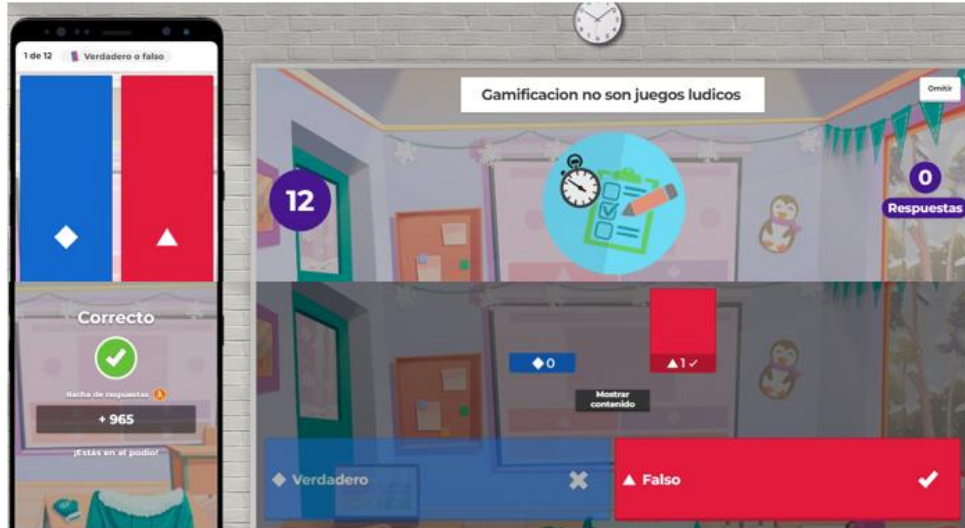 1 de 12 Verdadero o falso
Correcto
Racha de respuestas
+ 965
¡Estás en el podio!
Gamificacion no son juegos ludicos
Omitir
12
0
Respuestas
0
1
Mostrar
contenido
Verdadero
Falso